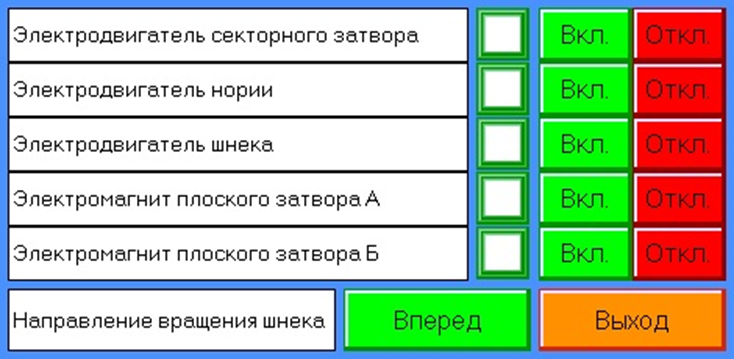 Электродвигатель секторного затвора Вкл. Откл.
Электродвигатель нории Вкл. Откл.
Электродвигатель шнека Вкл. Откл.
Электромагнит плоского затвора А Вкл. Откл.
Электромагнит плоского затвора Б Вкл. Откл.
Направление вращения шнека Вперед Выход